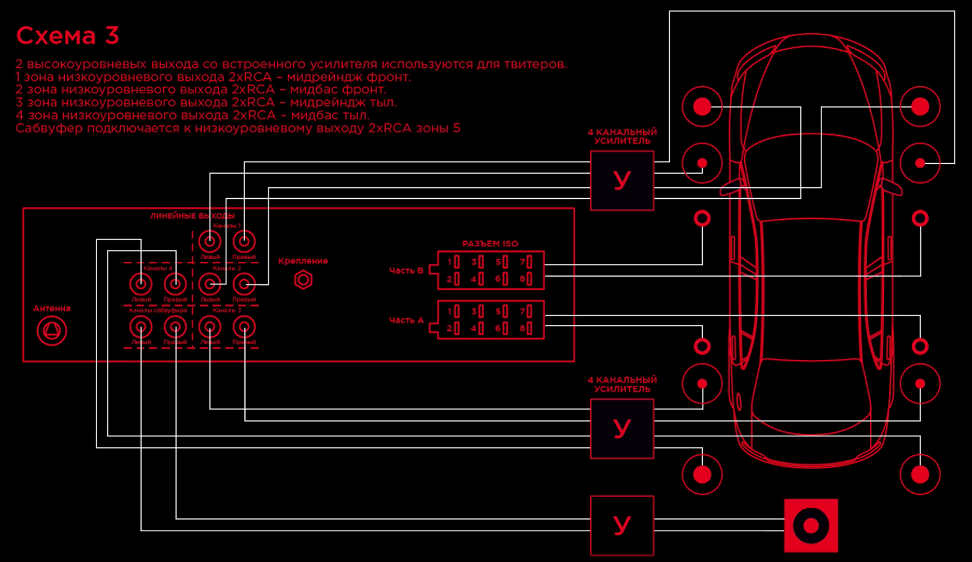 Схема 3
2 высокоуровневых выхода со встроенного усилителя используются для твитеров.
1 зона низкоуровневого выхода 2xRCA – мидрейндж фронт.
2 зона низкоуровневого выхода 2xRCA – мидбас фронт.
3 зона низкоуровневого выхода 2xRCA – мидрейндж тыл.
4 зона низкоуровневого выхода 2xRCA – мидбас тыл.
Сабвуфер подключается к низкоуровневому выходу 2xRCA зоны 5
4 КАНАЛЬНЫЙ
УСИЛИТЕЛЬ
У
ЛИНЕЙНЫЕ ВЫХОДЫ
Каналы 1
Левый Правый
Каналы 4 Каналы 2
Левый Правый Левый Правый
Каналы сабвуфера Каналы 3
Левый Правый Левый Правый
Антенна
Крепление
РАЗЪЕМ ISO
Часть B
1 3 5 7
2 4 6 8
Часть А
1 3 5 7
2 4 6 8
4 КАНАЛЬНЫЙ
УСИЛИТЕЛЬ
У
У